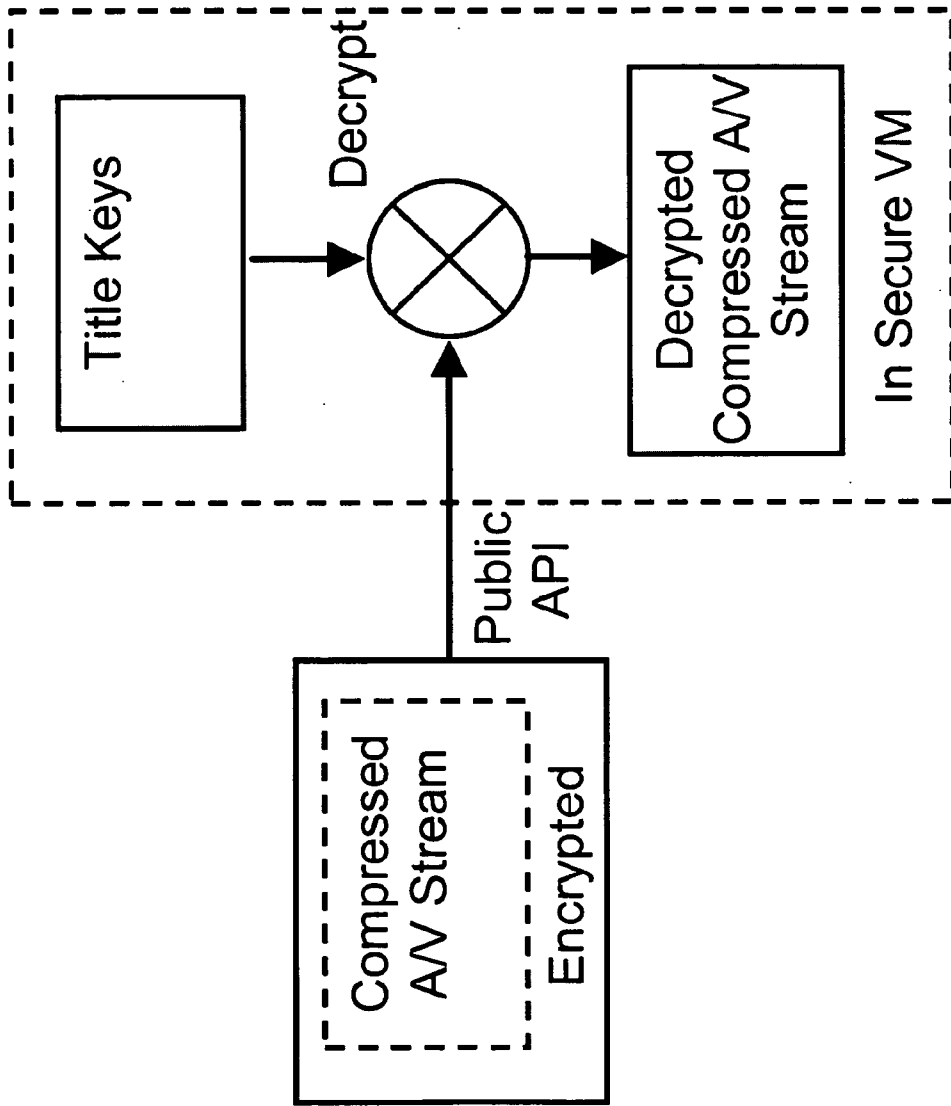 Title Keys
Decrypt
Decrypted
Compressed A/V
Stream
In Secure VM
Public
API
Compressed
A/V Stream
Encrypted